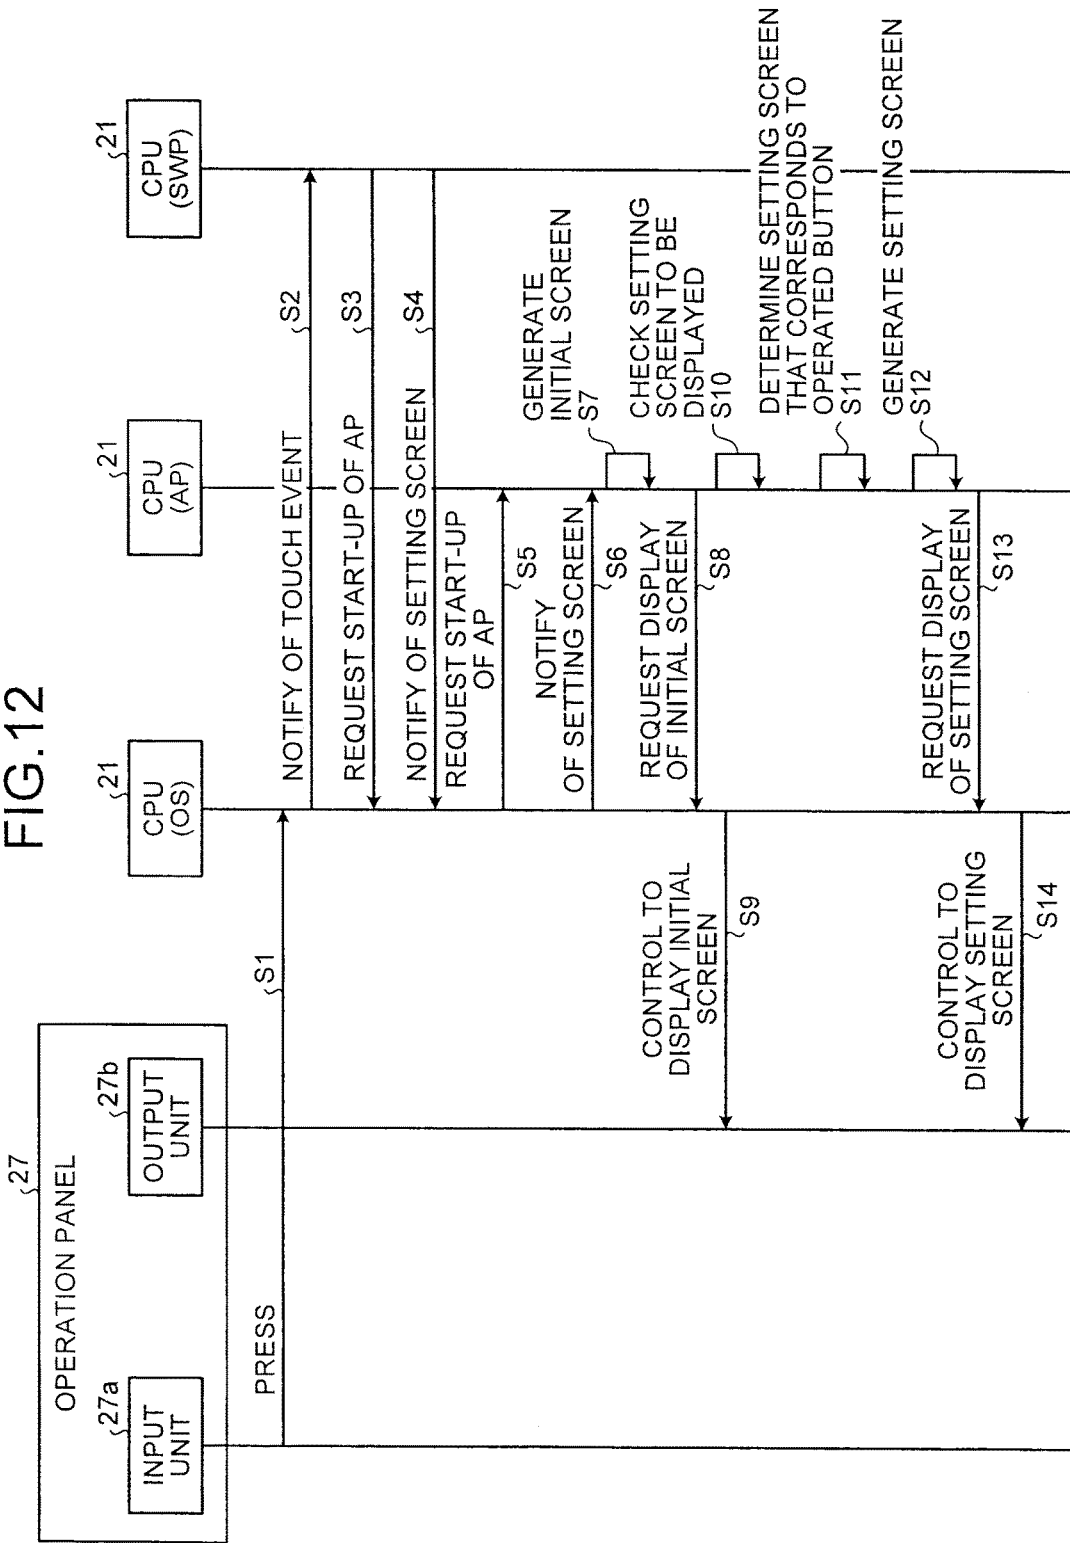 FIG.12
27
OPERATION PANEL
27a
INPUT
UNIT
27b
OUTPUT
UNIT
21
CPU
(OS)
21
CPU
(AP)
21
CPU
(SWP)
PRESS
S1
NOTIFY OF TOUCH EVENT
S2
REQUEST START-UP OF AP
S3
NOTIFY OF SETTING SCREEN
S4
REQUEST START-UP
OF AP
S5
NOTIFY
OF SETTING SCREEN
S6
GENERATE
INITIAL SCREEN
S7
REQUEST DISPLAY
OF INITIAL SCREEN
S8
CONTROL TO
DISPLAY INITIAL
SCREEN
S9
CHECK SETTING
SCREEN TO BE
DISPLAYED
S10
DETERMINE SETTING SCREEN
THAT CORRESPONDS TO
OPERATED BUTTON
S11
GENERATE SETTING SCREEN
S12
REQUEST DISPLAY
OF SETTING SCREEN
S13
CONTROL TO
DISPLAY SETTING
SCREEN
S14